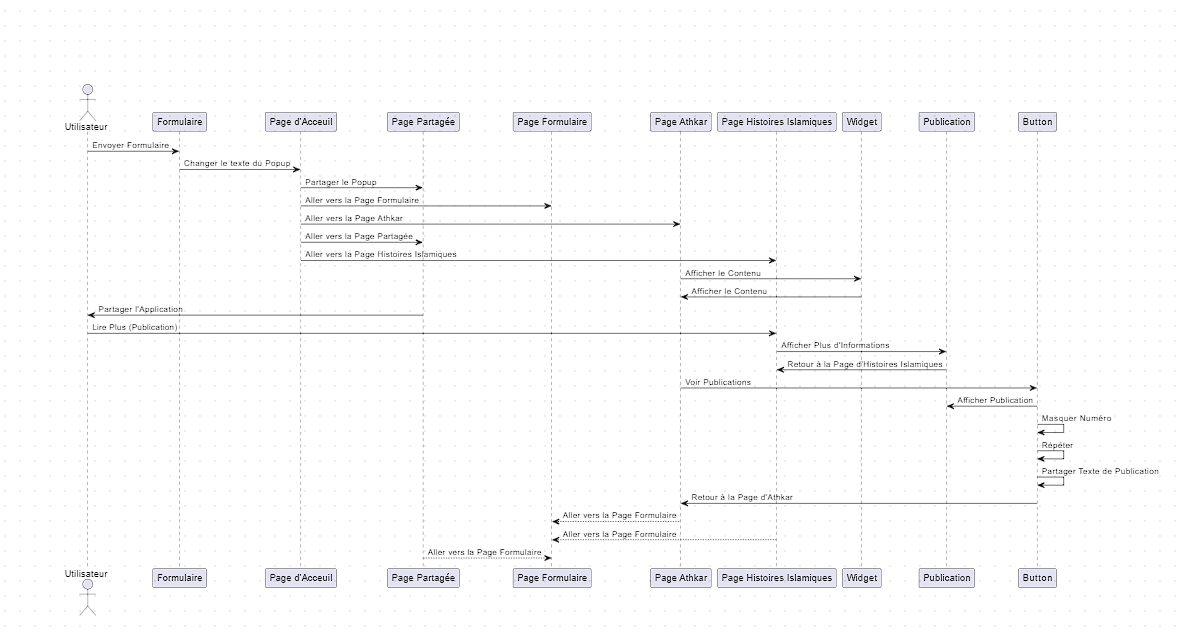 Utilisateur
Formulaire
Page d'Acceuil
Page Partagée
Page Formulaire
Page Athkar
Page Histoires Islamiques
Widget
Publication
Button
Envoyer Formulaire
Changer le texte du Popup
Partager le Popup
Aller vers la Page Formulaire
Aller vers la Page Athkar
Aller vers la Page Partagée
Aller vers la Page Histoires Islamiques
Afficher le Contenu
Afficher le Contenu
Partager l'Application
Lire Plus (Publication)
Afficher Plus d'Informations
Retour à la Page d'Histoires Islamiques
Voir Publications
Afficher Publication
Masquer Numéro
Répéter
Partager Texte de Publication
Retour à la Page d'Athkar
Aller vers la Page Formulaire
Aller vers la Page Formulaire
Aller vers la Page Formulaire
Utilisateur
Formulaire
Page d'Acceuil
Page Partagée
Page Formulaire
Page Athkar
Page Histoires Islamiques
Widget
Publication
Button